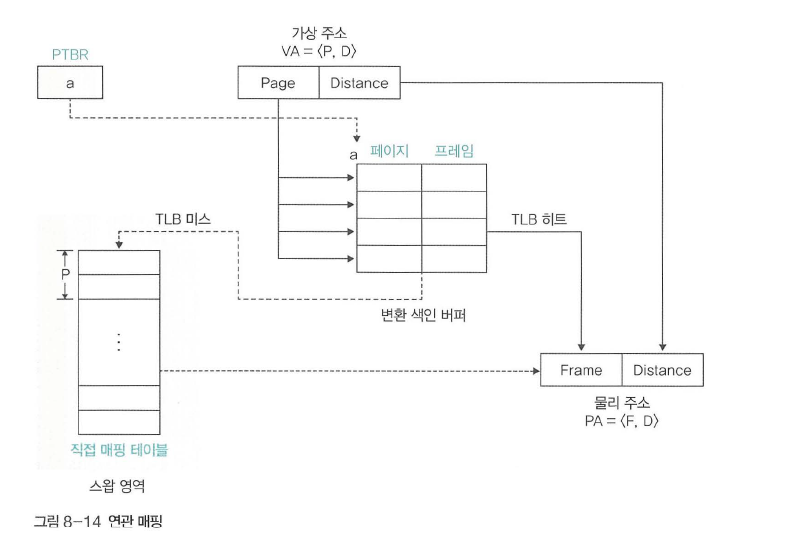 가상 주소
VA = ⟨P, D⟩
PTBR
a
Page
Distance
a
페이지
프레임
TLB 미스
TLB 히트
P
⋮
변환 색인 버퍼
Frame
Distance
물리 주소
PA = ⟨F, D⟩
직접 매핑 테이블
스왑 영역
그림 8-14 연관 매핑